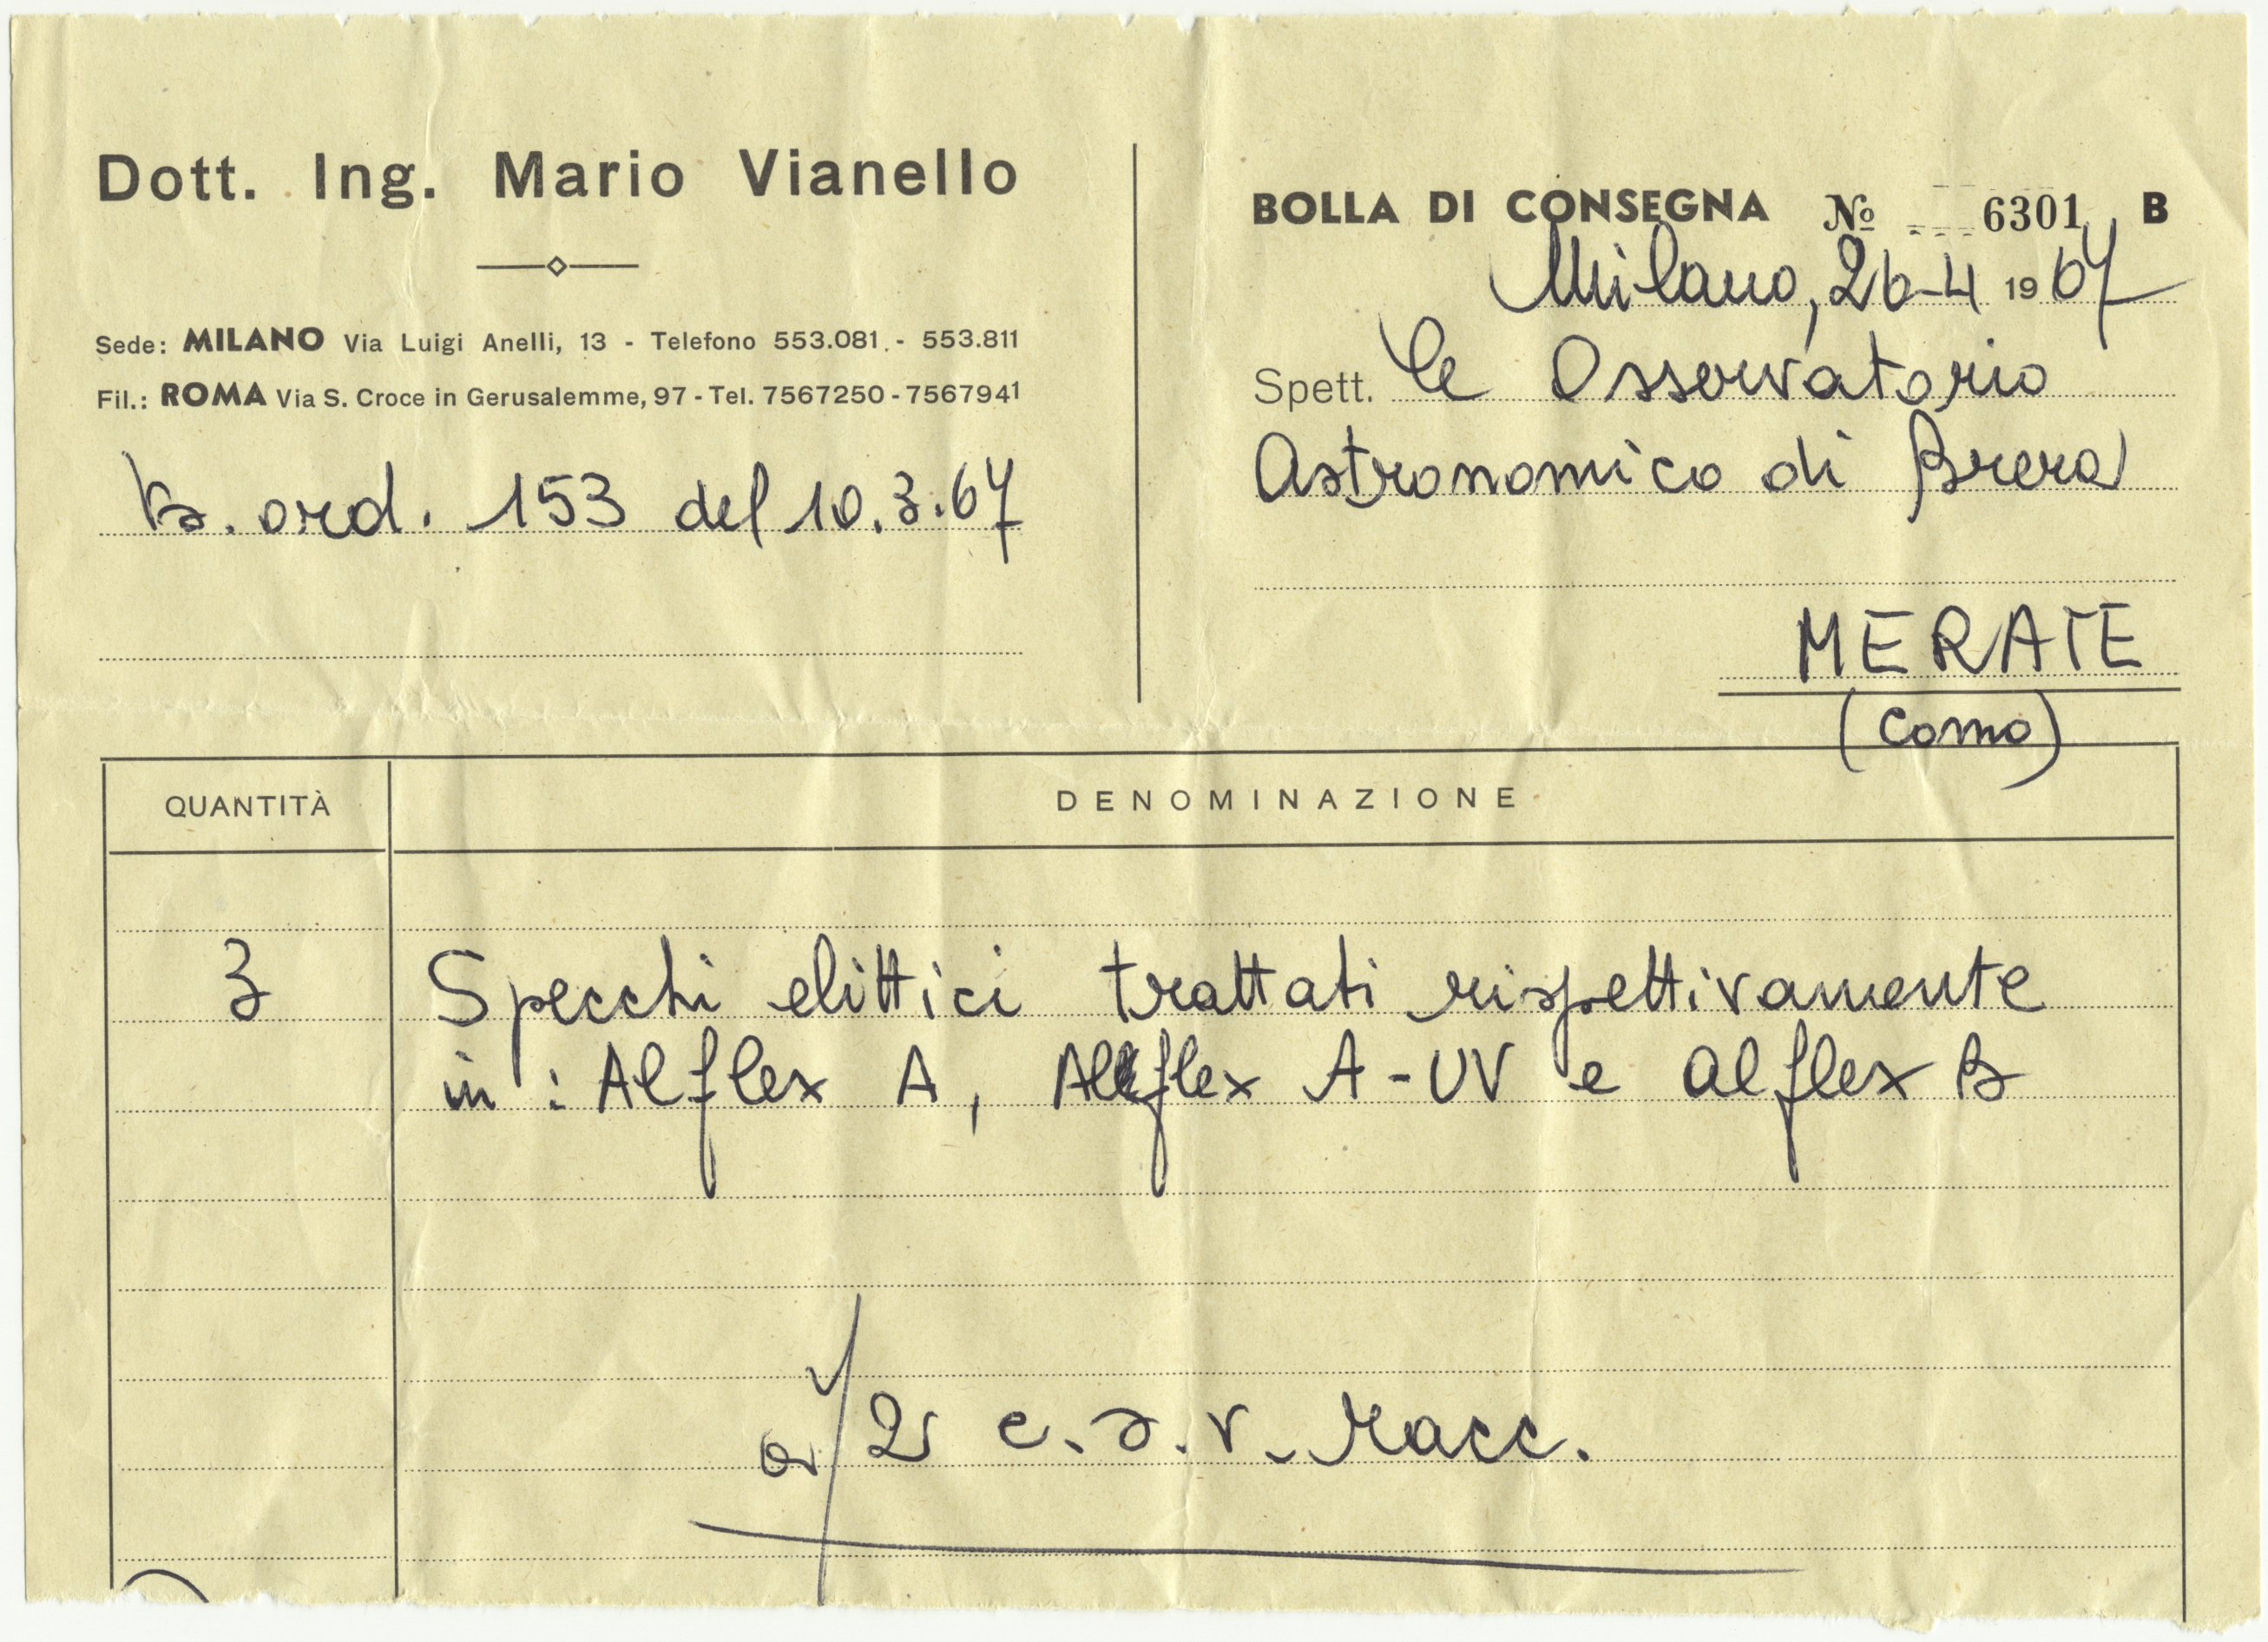 Dott. Ing. Mario Vianello
Sede: MILANO Via Luigi Anelli, 13 - Telefono 553.081 - 553.811
Fil.: ROMA Via S. Croce in Gerusalemme, 97 - Tel. 7567250 - 7567941
Vs. ord. 153 del 10.3.67
BOLLA DI CONSEGNA № 6301 B
Milano, 26-4 1967
Spett. le Osservatorio
Astronomico di Brera
MERATE
(Como)
QUANTITÀ DENOMINAZIONE
3 Specchi elittici trattati rispettivamente
in : Alflex A, Alflex A-UV e alflex B
racc.